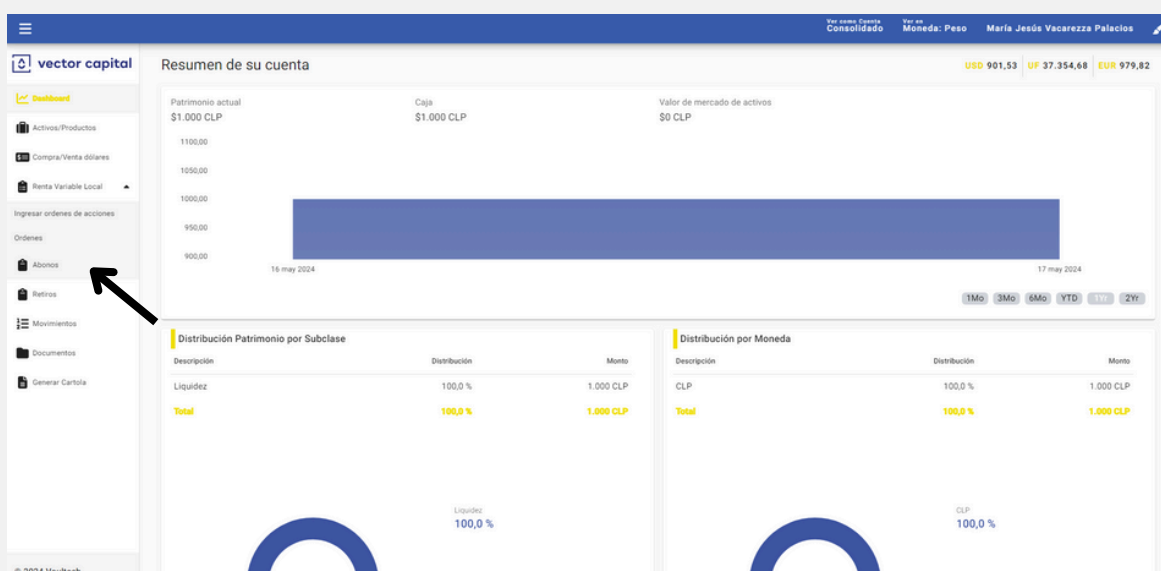 Ver como Cuenta
Consolidado
Ver en
Moneda: Peso
María Jesús Vacarezza Palacios
vector capital
Resumen de su cuenta
USD 901,53 UF 37.354,68 EUR 979,82
Dashboard
Activos/Productos
Compra/Venta dólares
Renta Variable Local
Ingresar ordenes de acciones
Ordenes
Abonos
Retiros
Movimientos
Documentos
Generar Cartola
© 2024 Vaultech
Patrimonio actual
$1.000 CLP
Caja
$1.000 CLP
Valor de mercado de activos
$0 CLP
1100,00
1050,00
1000,00
950,00
900,00
16 may 2024
17 may 2024
1Mo 3Mo 6Mo YTD 1Yr 2Yr
Distribución Patrimonio por Subclase
Descripción Distribución Monto
Liquidez 100,0 % 1.000 CLP
Total 100,0 % 1.000 CLP
Liquidez
100,0 %
Distribución por Moneda
Descripción Distribución Monto
CLP 100,0 % 1.000 CLP
Total 100,0 % 1.000 CLP
CLP
100,0 %